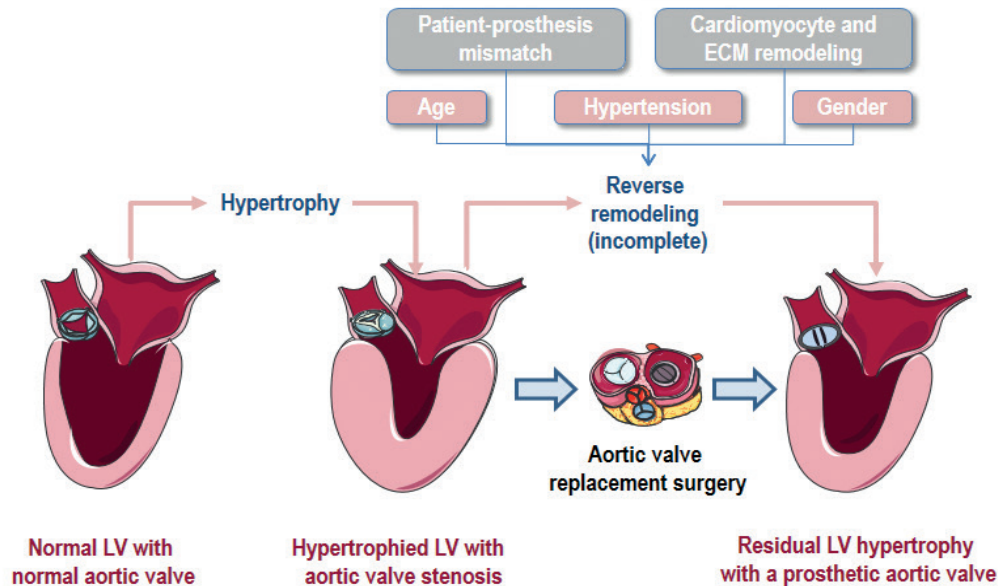 Patient-prosthesis
mismatch
Cardiomyocyte and
ECM remodeling
Age
Hypertension
Gender
Hypertrophy
Reverse
remodeling
(incomplete)
Aortic valve
replacement surgery
Normal LV with
normal aortic valve
Hypertrophied LV with
aortic valve stenosis
Residual LV hypertrophy
with a prosthetic aortic valve